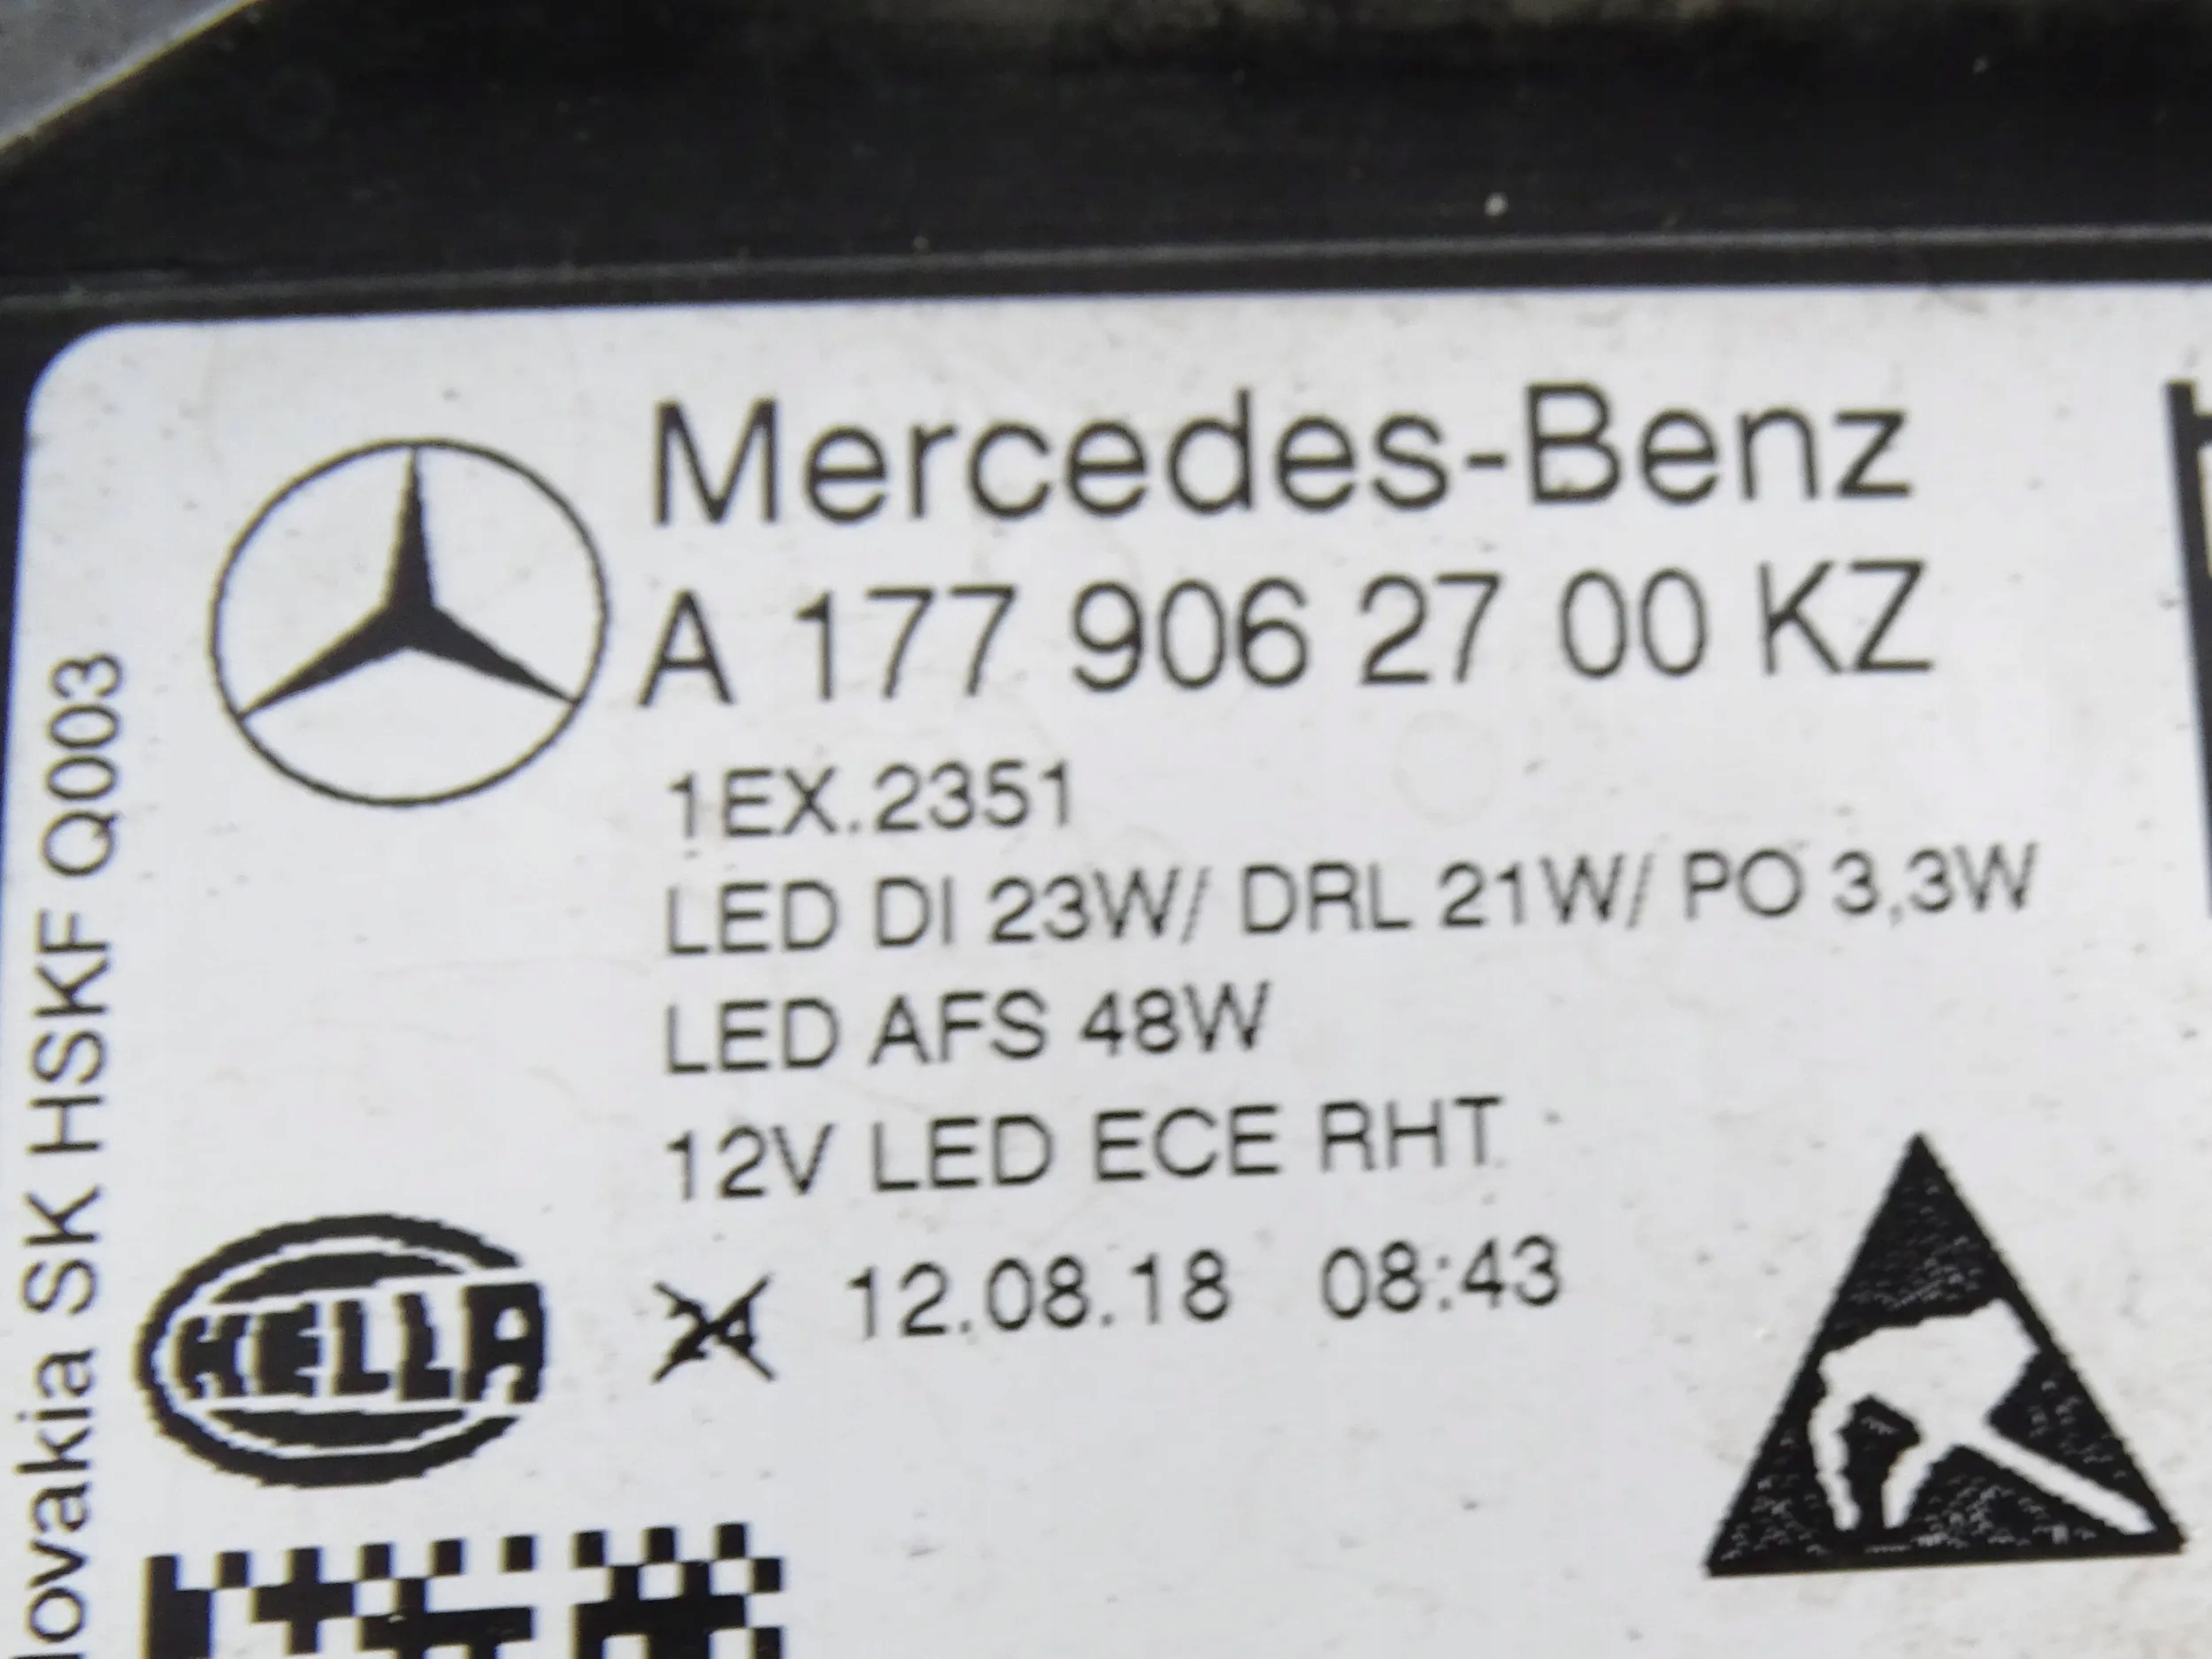 Mercedes-Benz
A 177 906 27 00 KZ
1EX.2351
LED DI 23W/ DRL 21W/ PO 3,3W
LED AFS 48W
12V LED ECE RHT
12.08.18 08:43
HELLA
lovakia SK HSKF Q003